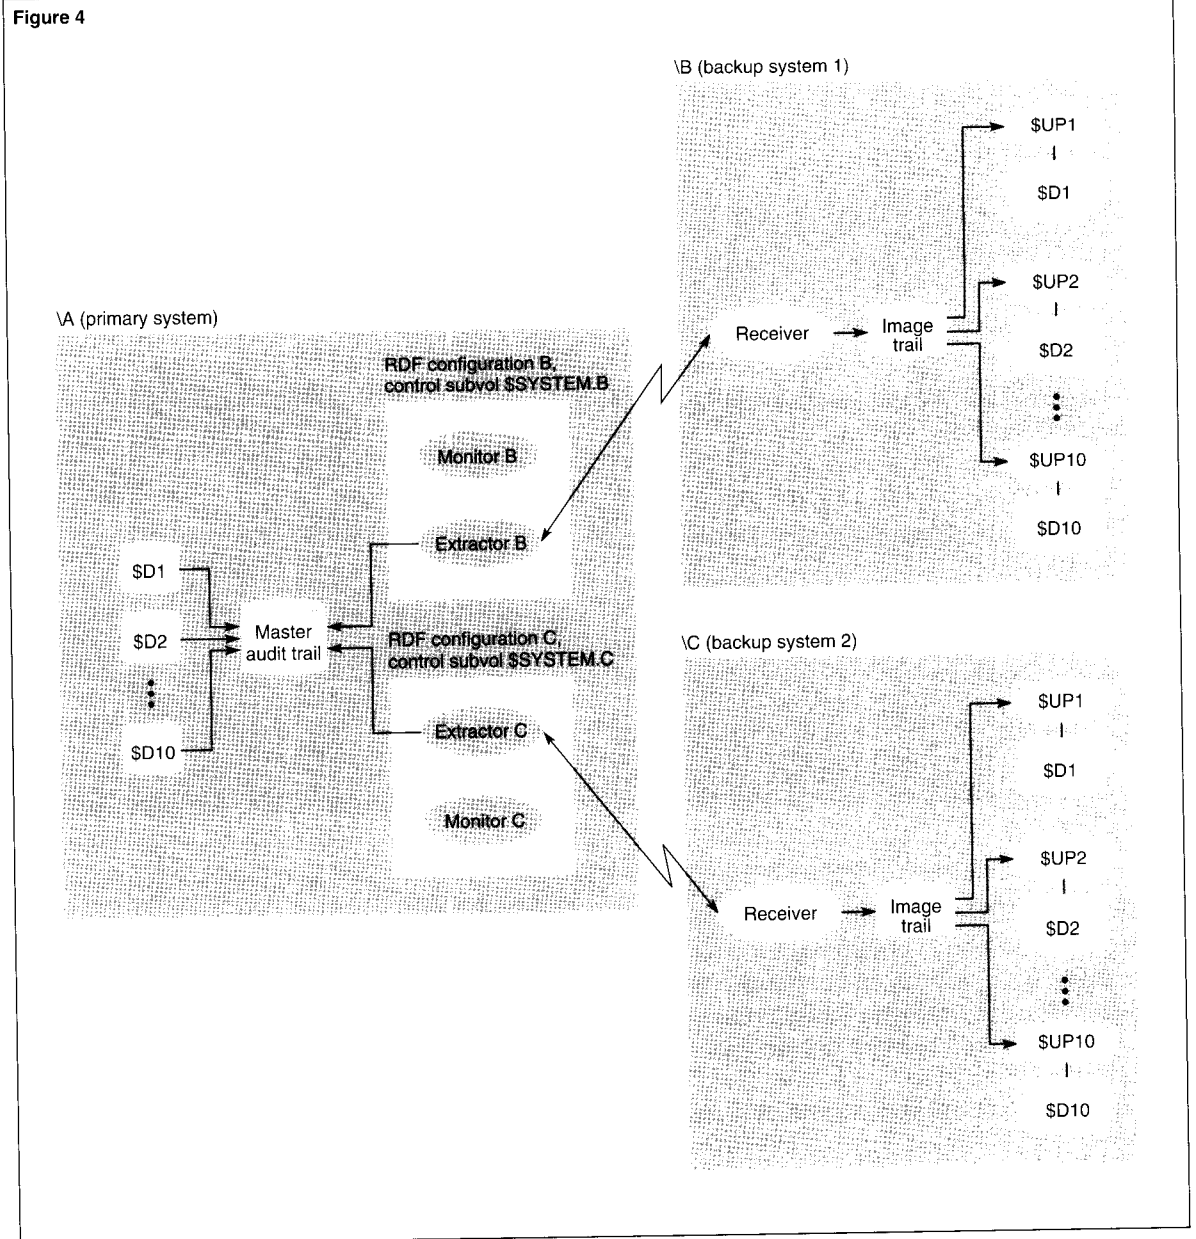 Figure 4
\B (backup system 1)
$UP1
$D1
$UP2
$D2
$UP10
$D10
Receiver
Image
trail
\A (primary system)
RDF configuration B,
control subvol $SYSTEM.B
Monitor B
Extractor B
$D1
$D2
$D10
Master
audit trail
RDF configuration C,
control subvol $SYSTEM.C
Extractor C
Monitor C
\C (backup system 2)
Receiver
Image
trail
$UP1
$D1
$UP2
$D2
$UP10
$D10